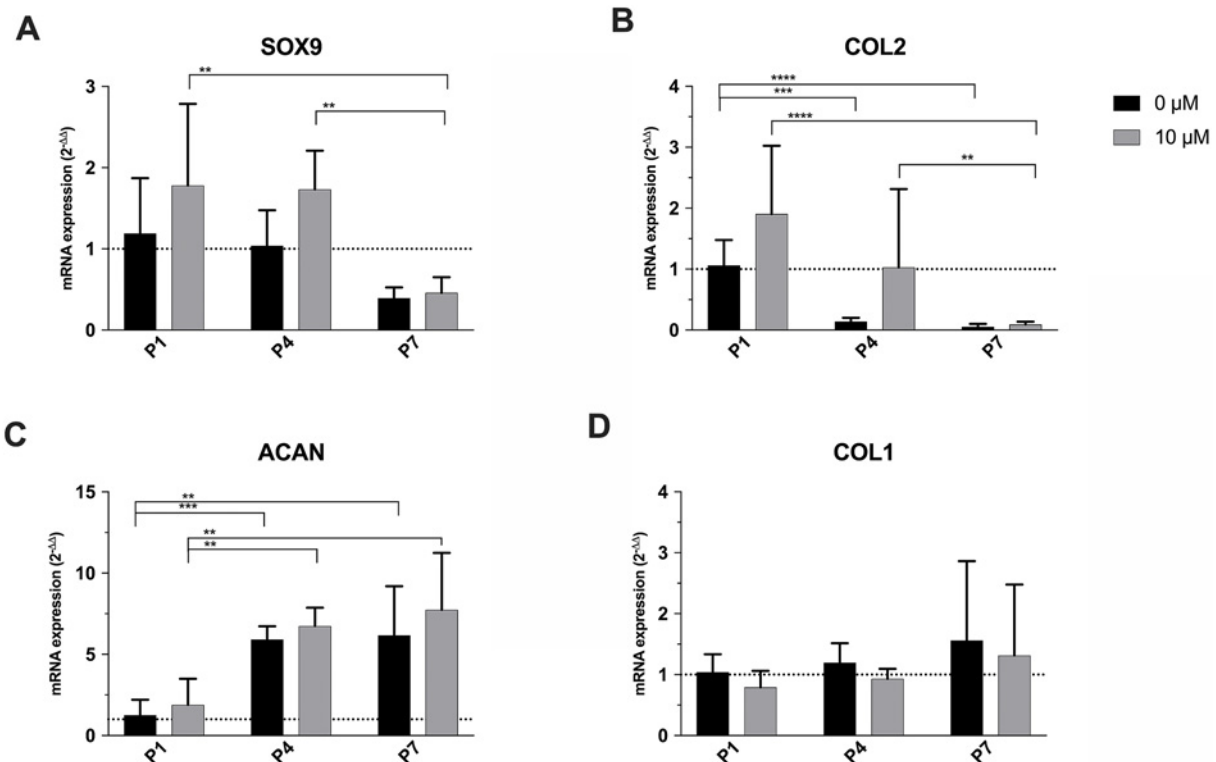 A
SOX9
mRNA expression (2-ΔΔ)
3
2
1
0
**
**
P1
P4
P7
B
COL2
mRNA expression (2-ΔΔ)
4
3
2
1
0
****
***
****
**
P1
P4
P7
0 µM
10 µM
C
ACAN
mRNA expression (2-ΔΔ)
15
10
5
0
**
***
**
**
P1
P4
P7
D
COL1
mRNA expression (2-ΔΔ)
4
3
2
1
0
P1
P4
P7